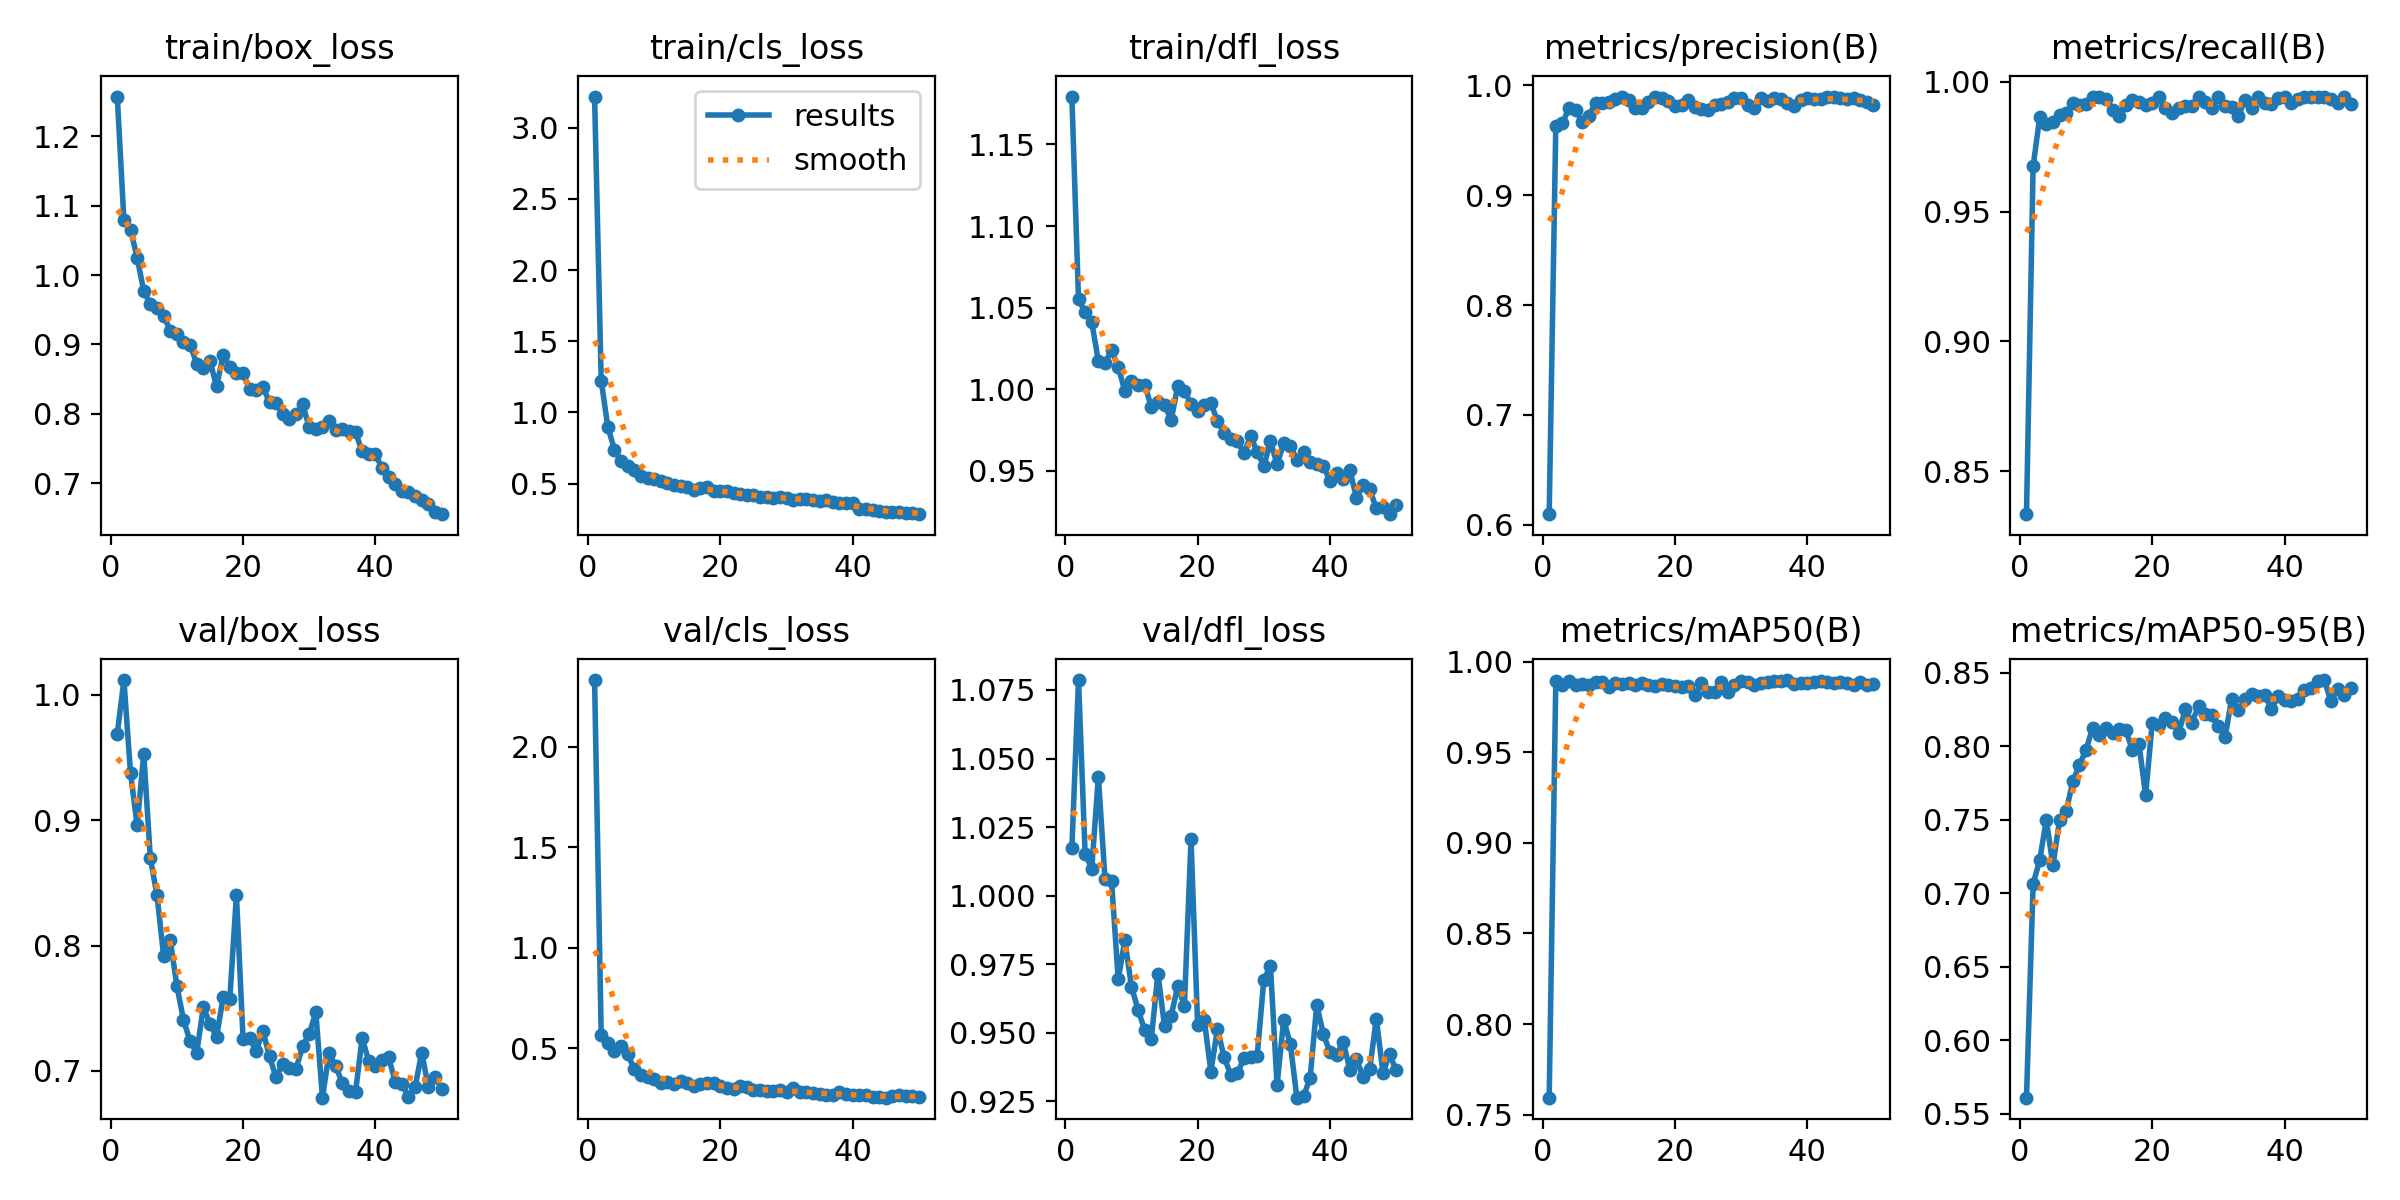 train/box_loss
1.2
1.1
1.0
0.9
0.8
0.7
0 20 40
train/cls_loss
results
smooth
3.0
2.5
2.0
1.5
1.0
0.5
0 20 40
train/dfl_loss
1.15
1.10
1.05
1.00
0.95
0 20 40
metrics/precision(B)
1.0
0.9
0.8
0.7
0.6
0 20 40
metrics/recall(B)
1.00
0.95
0.90
0.85
0 20 40
val/box_loss
1.0
0.9
0.8
0.7
0 20 40
val/cls_loss
2.0
1.5
1.0
0.5
0 20 40
val/dfl_loss
1.075
1.050
1.025
1.000
0.975
0.950
0.925
0 20 40
metrics/mAP50(B)
1.00
0.95
0.90
0.85
0.80
0.75
0 20 40
metrics/mAP50-95(B)
0.85
0.80
0.75
0.70
0.65
0.60
0.55
0 20 40